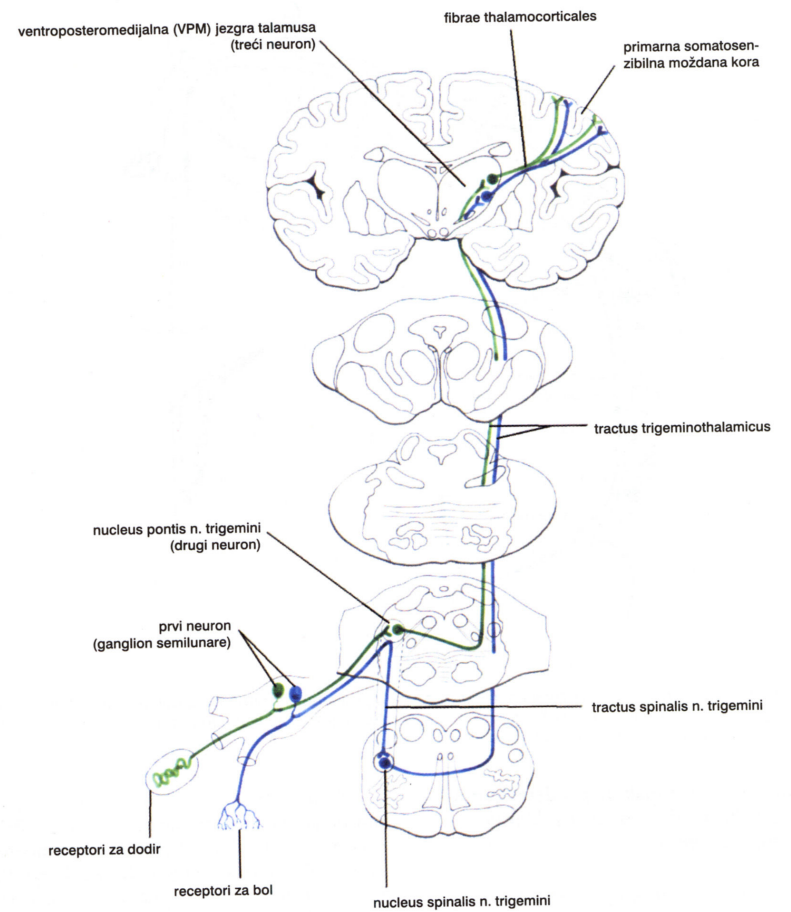 ventroposteromedijalna (VPM) jezgra talamusa
(treći neuron)
fibrae thalamocorticales
primarna somatosen-
zibilna moždana kora
tractus trigeminothalamicus
nucleus pontis n. trigemini
(drugi neuron)
prvi neuron
(ganglion semilunare)
tractus spinalis n. trigemini
receptori za dodir
receptori za bol
nucleus spinalis n. trigemini